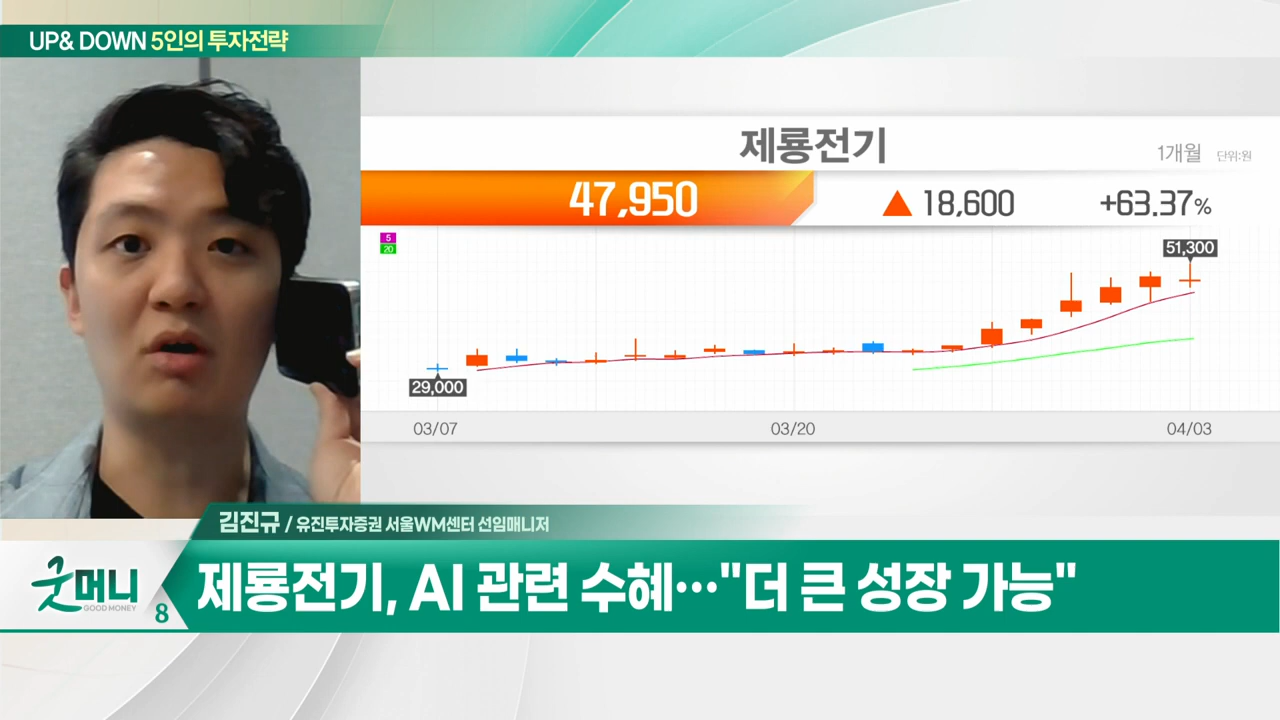 UP& DOWN 5인의 투자전략
제룡전기
1개월 단위:원
47,950 ▲ 18,600 +63.37%
5
20
51,300
29,000
03/07 03/20 04/03
김진규 / 유진투자증권 서울WM센터 선임매니저
굿머니
GOOD MONEY
8
제룡전기, AI 관련 수혜…"더 큰 성장 가능"